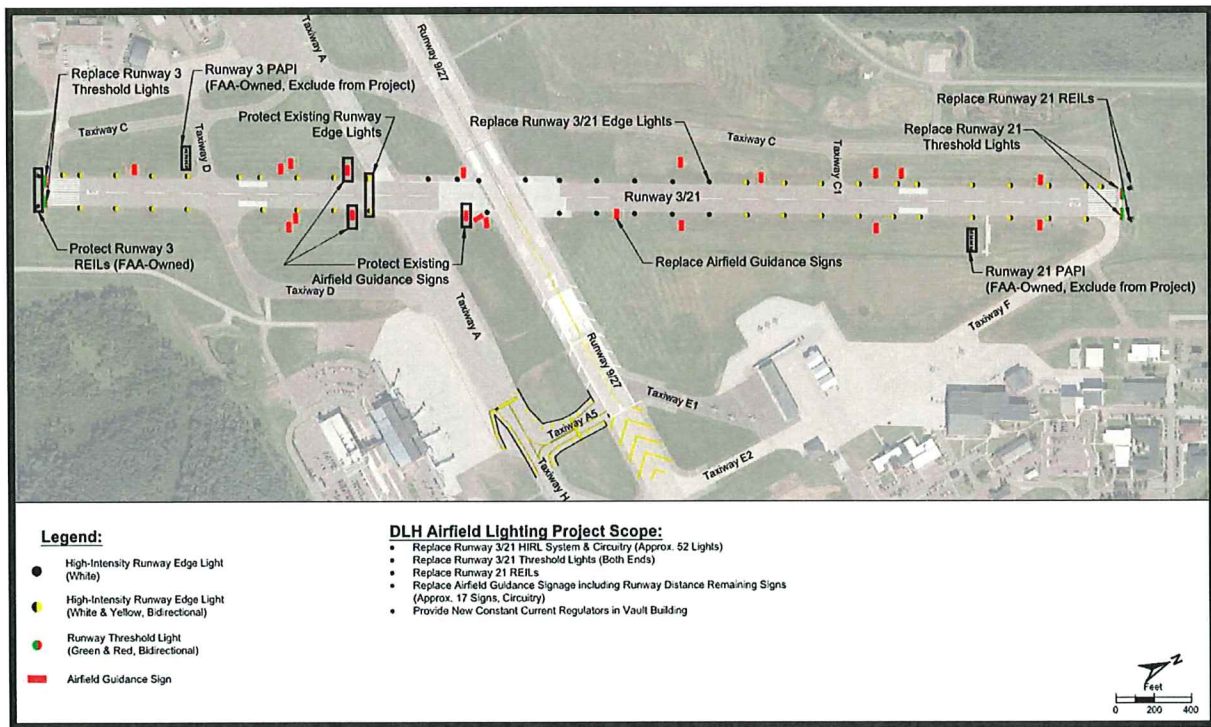 Taxiway A
Runway 9/27
Replace Runway 3
Threshold Lights
Runway 3 PAPI
(FAA-Owned, Exclude from Project)
Protect Existing Runway
Edge Lights
Replace Runway 3/21 Edge Lights
Replace Runway 21 REILs
Replace Runway 21
Threshold Lights
Taxiway C
Taxiway D
Taxiway C
Taxiway C1
Runway 3/21
Protect Runway 3
REILs (FAA-Owned)
Protect Existing
Airfield Guidance Signs
Replace Airfield Guidance Signs
Runway 21 PAPI
(FAA-Owned, Exclude from Project)
Taxiway D
Taxiway A
Runway 9/27
Taxiway F
Taxiway E1
Taxiway A5
Taxiway E2
Taxiway H
Legend:
High-Intensity Runway Edge Light
(White)
High-Intensity Runway Edge Light
(White & Yellow, Bidirectional)
Runway Threshold Light
(Green & Red, Bidirectional)
Airfield Guidance Sign
DLH Airfield Lighting Project Scope:
• Replace Runway 3/21 HIRL System & Circuitry (Approx. 52 Lights)
• Replace Runway 3/21 Threshold Lights (Both Ends)
• Replace Runway 21 REILs
• Replace Airfield Guidance Signage including Runway Distance Remaining Signs
(Approx. 17 Signs, Circuitry)
• Provide New Constant Current Regulators in Vault Building
Z
Feet
0 200 400